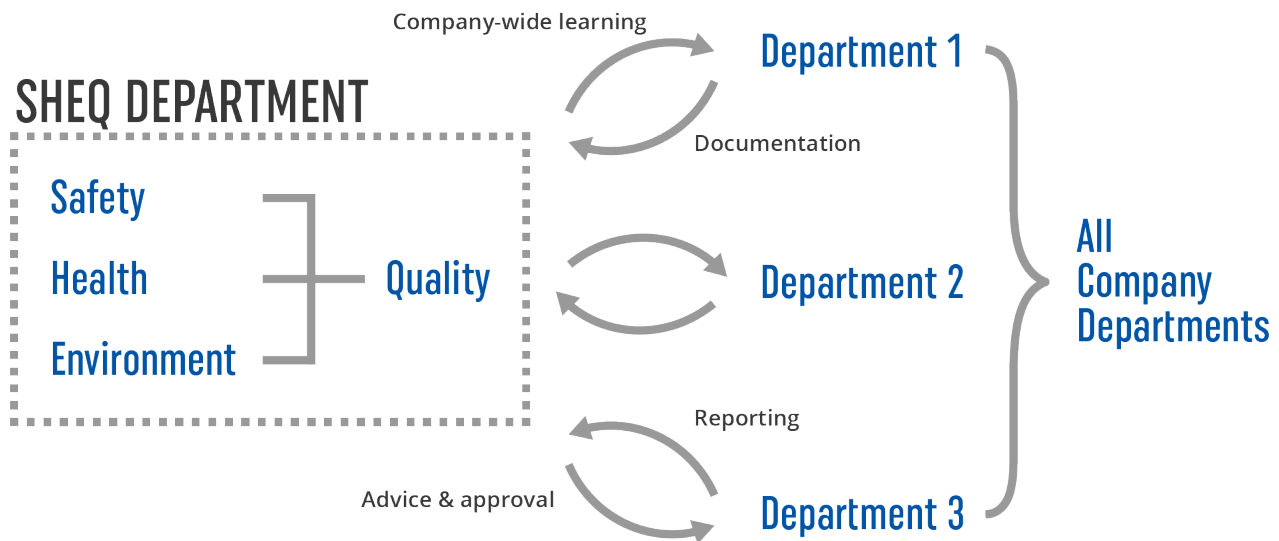 Company-wide learning
Department 1
SHEQ DEPARTMENT
Documentation
Safety
Health
Environment
Quality
Department 2
All
Company
Departments
Reporting
Advice & approval
Department 3